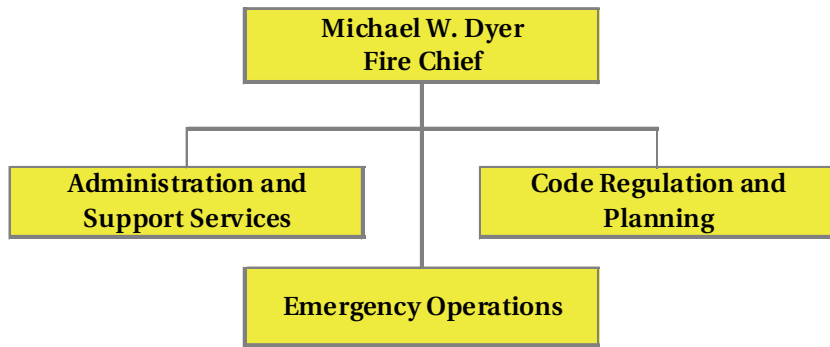 Michael W. Dyer
Fire Chief
Administration and
Support Services
Code Regulation and
Planning
Emergency Operations